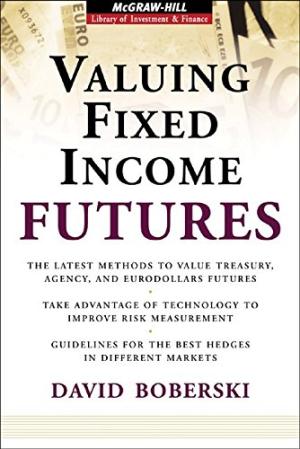 McGRAW-HILL
Library of Investment & Finance
VALUING
FIXED
INCOME
FUTURES
THE LATEST METHODS TO VALUE TREASURY,
AGENCY, AND EURODOLLARS FUTURES
TAKE ADVANTAGE OF TECHNOLOGY TO
IMPROVE RISK MEASUREMENT
GUIDELINES FOR THE BEST HEDGES
IN DIFFERENT MARKETS
DAVID BOBERSKI